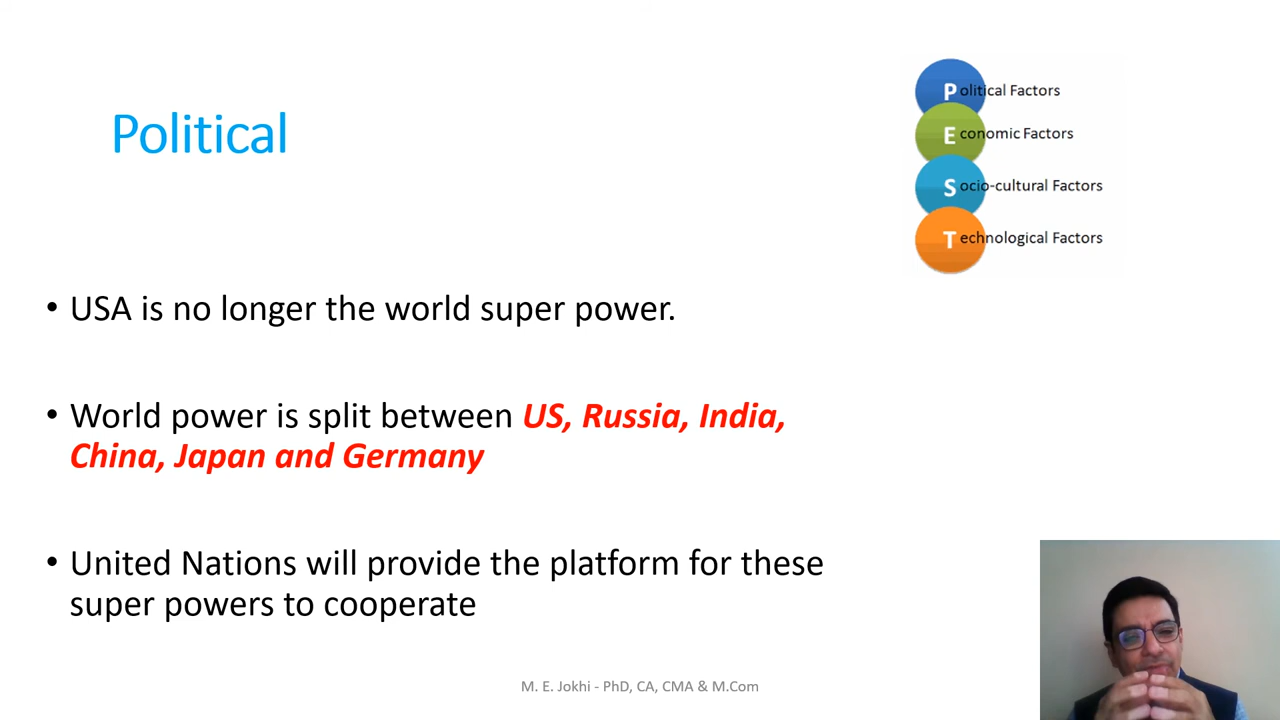 Political
Political Factors
Economic Factors
Socio-cultural Factors
Technological Factors
• USA is no longer the world super power.
• World power is split between US, Russia, India,
China, Japan and Germany
• United Nations will provide the platform for these
super powers to cooperate
M. E. Jokhi - PhD, CA, CMA & M.Com